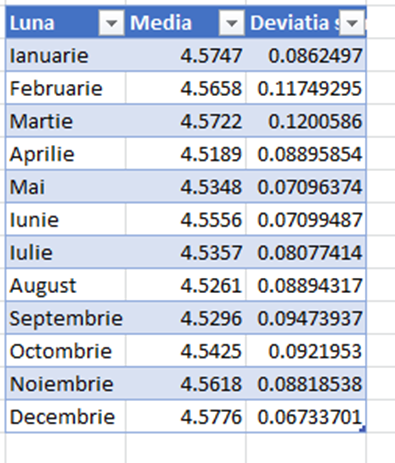 Luna Media Deviatia
Ianuarie 4.5747 0.0862497
Februarie 4.5658 0.11749295
Martie 4.5722 0.1200586
Aprilie 4.5189 0.08895854
Mai 4.5348 0.07096374
Iunie 4.5556 0.07099487
Iulie 4.5357 0.08077414
August 4.5261 0.08894317
Septembrie 4.5296 0.09473937
Octombrie 4.5425 0.0921953
Noiembrie 4.5618 0.08818538
Decembrie 4.5776 0.06733701